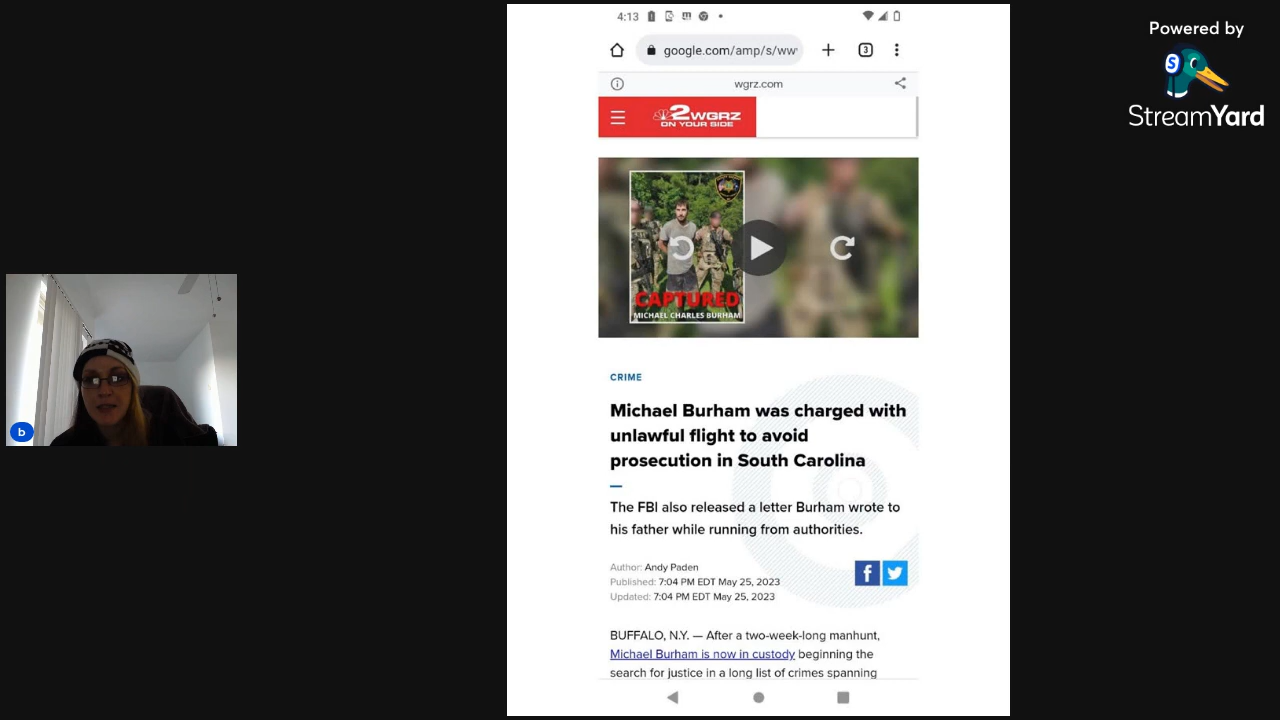 4:13
google.com/amp/s/ww
3
wgrz.com
2WGRZ
ON YOUR SIDE
CAPTURED
MICHAEL CHARLES BURHAM
CRIME
Michael Burham was charged with
unlawful flight to avoid
prosecution in South Carolina
The FBI also released a letter Burham wrote to
his father while running from authorities.
Author: Andy Paden
Published: 7:04 PM EDT May 25, 2023
Updated: 7:04 PM EDT May 25, 2023
BUFFALO, N.Y. — After a two-week-long manhunt,
Michael Burham is now in custody beginning the
search for justice in a long list of crimes spanning
b
Powered by
S
StreamYard